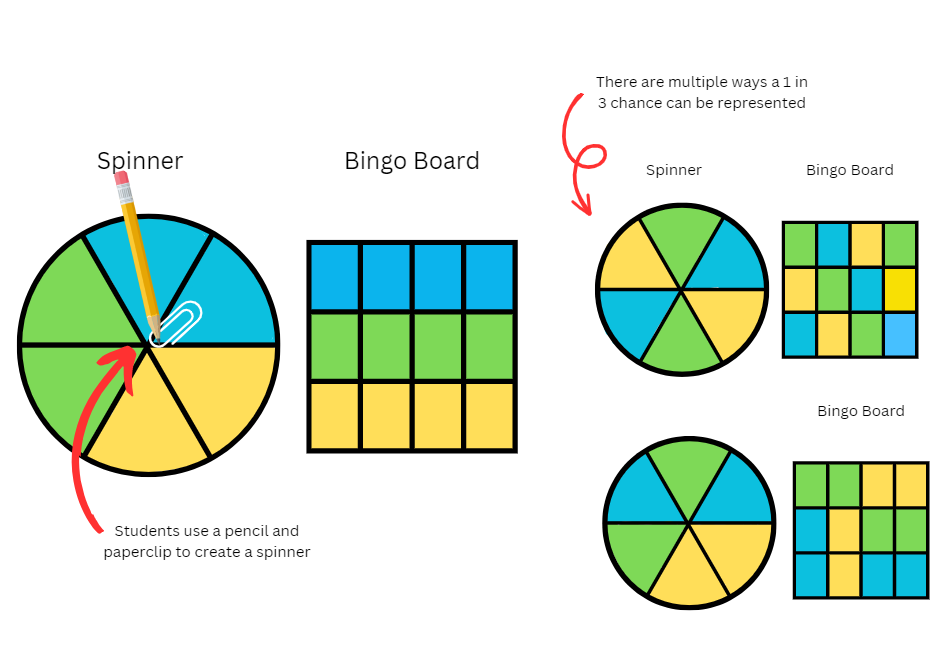 Spinner
Bingo Board
Students use a pencil and
paperclip to create a spinner
There are multiple ways a 1 in
3 chance can be represented
Spinner
Bingo Board
Bingo Board